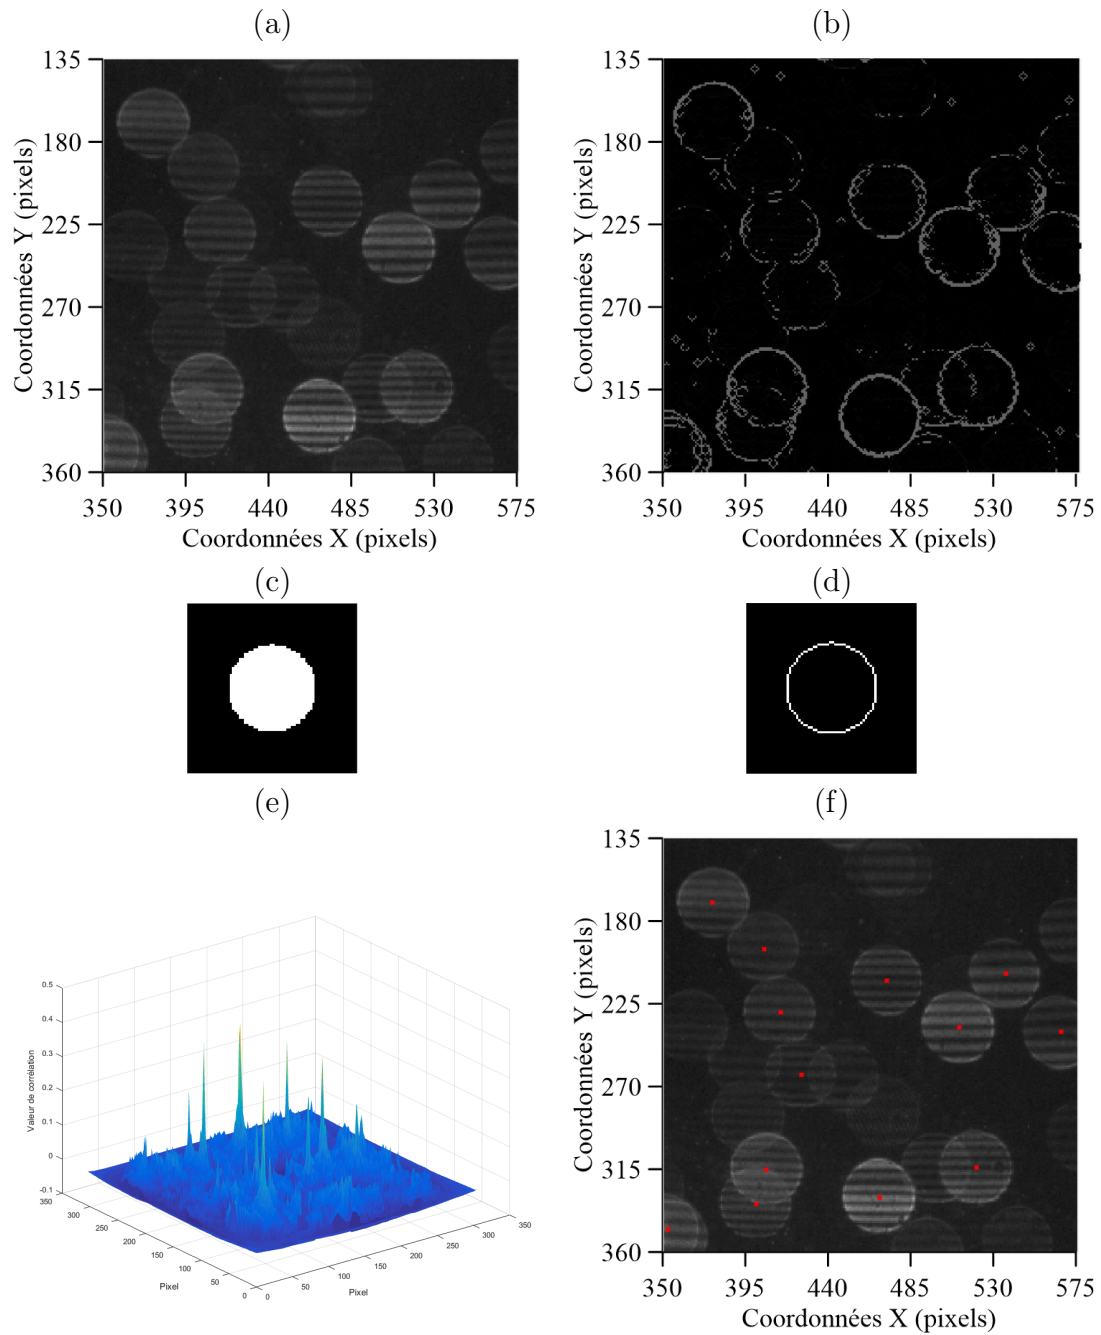 (a)
(b)
135
180
225
270
315
360
350 395 440 485 530 575
Coordonnées X (pixels)
Coordonnées Y (pixels)
135
180
225
270
315
360
350 395 440 485 530 575
Coordonnées X (pixels)
Coordonnées Y (pixels)
(c)
(d)
(e)
(f)
0.5
0.4
0.3
0.2
0.1
0
-0.1
Valeur de corrélation
350
300
250
200
150
100
50
0
Pixel
0
50
100
150
200
250
300
350
Pixel
135
180
225
270
315
360
350 395 440 485 530 575
Coordonnées X (pixels)
Coordonnées Y (pixels)